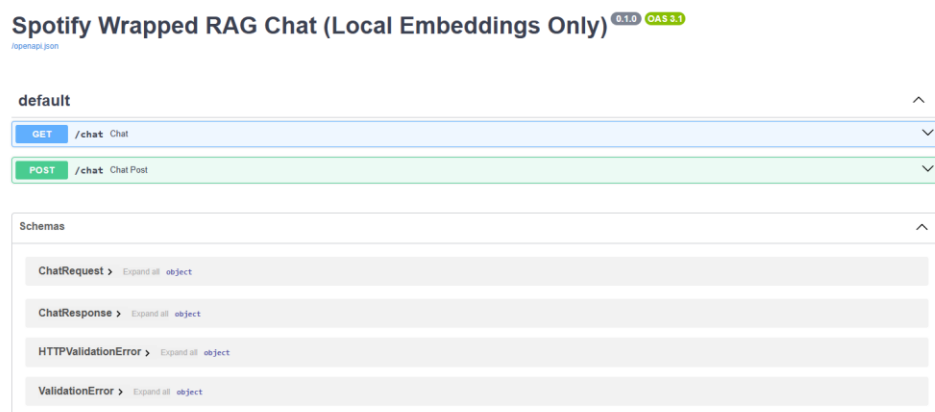 Spotify Wrapped RAG Chat (Local Embeddings Only) 0.1.0 OAS 3.1
/openapi.json
default
GET /chat Chat
POST /chat Chat Post
Schemas
ChatRequest Expand all object
ChatResponse Expand all object
HTTPValidationError Expand all object
ValidationError Expand all object